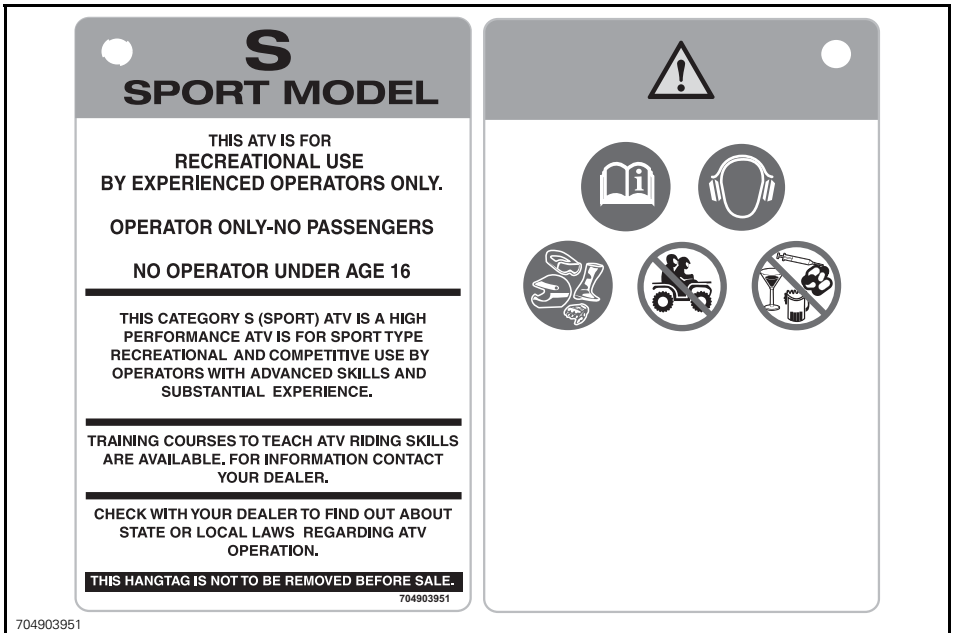 S
SPORT MODEL
THIS ATV IS FOR
RECREATIONAL USE
BY EXPERIENCED OPERATORS ONLY.
OPERATOR ONLY-NO PASSENGERS
NO OPERATOR UNDER AGE 16
THIS CATEGORY S (SPORT) ATV IS A HIGH
PERFORMANCE ATV IS FOR SPORT TYPE
RECREATIONAL AND COMPETITIVE USE BY
OPERATORS WITH ADVANCED SKILLS AND
SUBSTANTIAL EXPERIENCE.
TRAINING COURSES TO TEACH ATV RIDING SKILLS
ARE AVAILABLE. FOR INFORMATION CONTACT
YOUR DEALER.
CHECK WITH YOUR DEALER TO FIND OUT ABOUT
STATE OR LOCAL LAWS REGARDING ATV
OPERATION.
THIS HANGTAG IS NOT TO BE REMOVED BEFORE SALE.
704903951
!
i
704903951